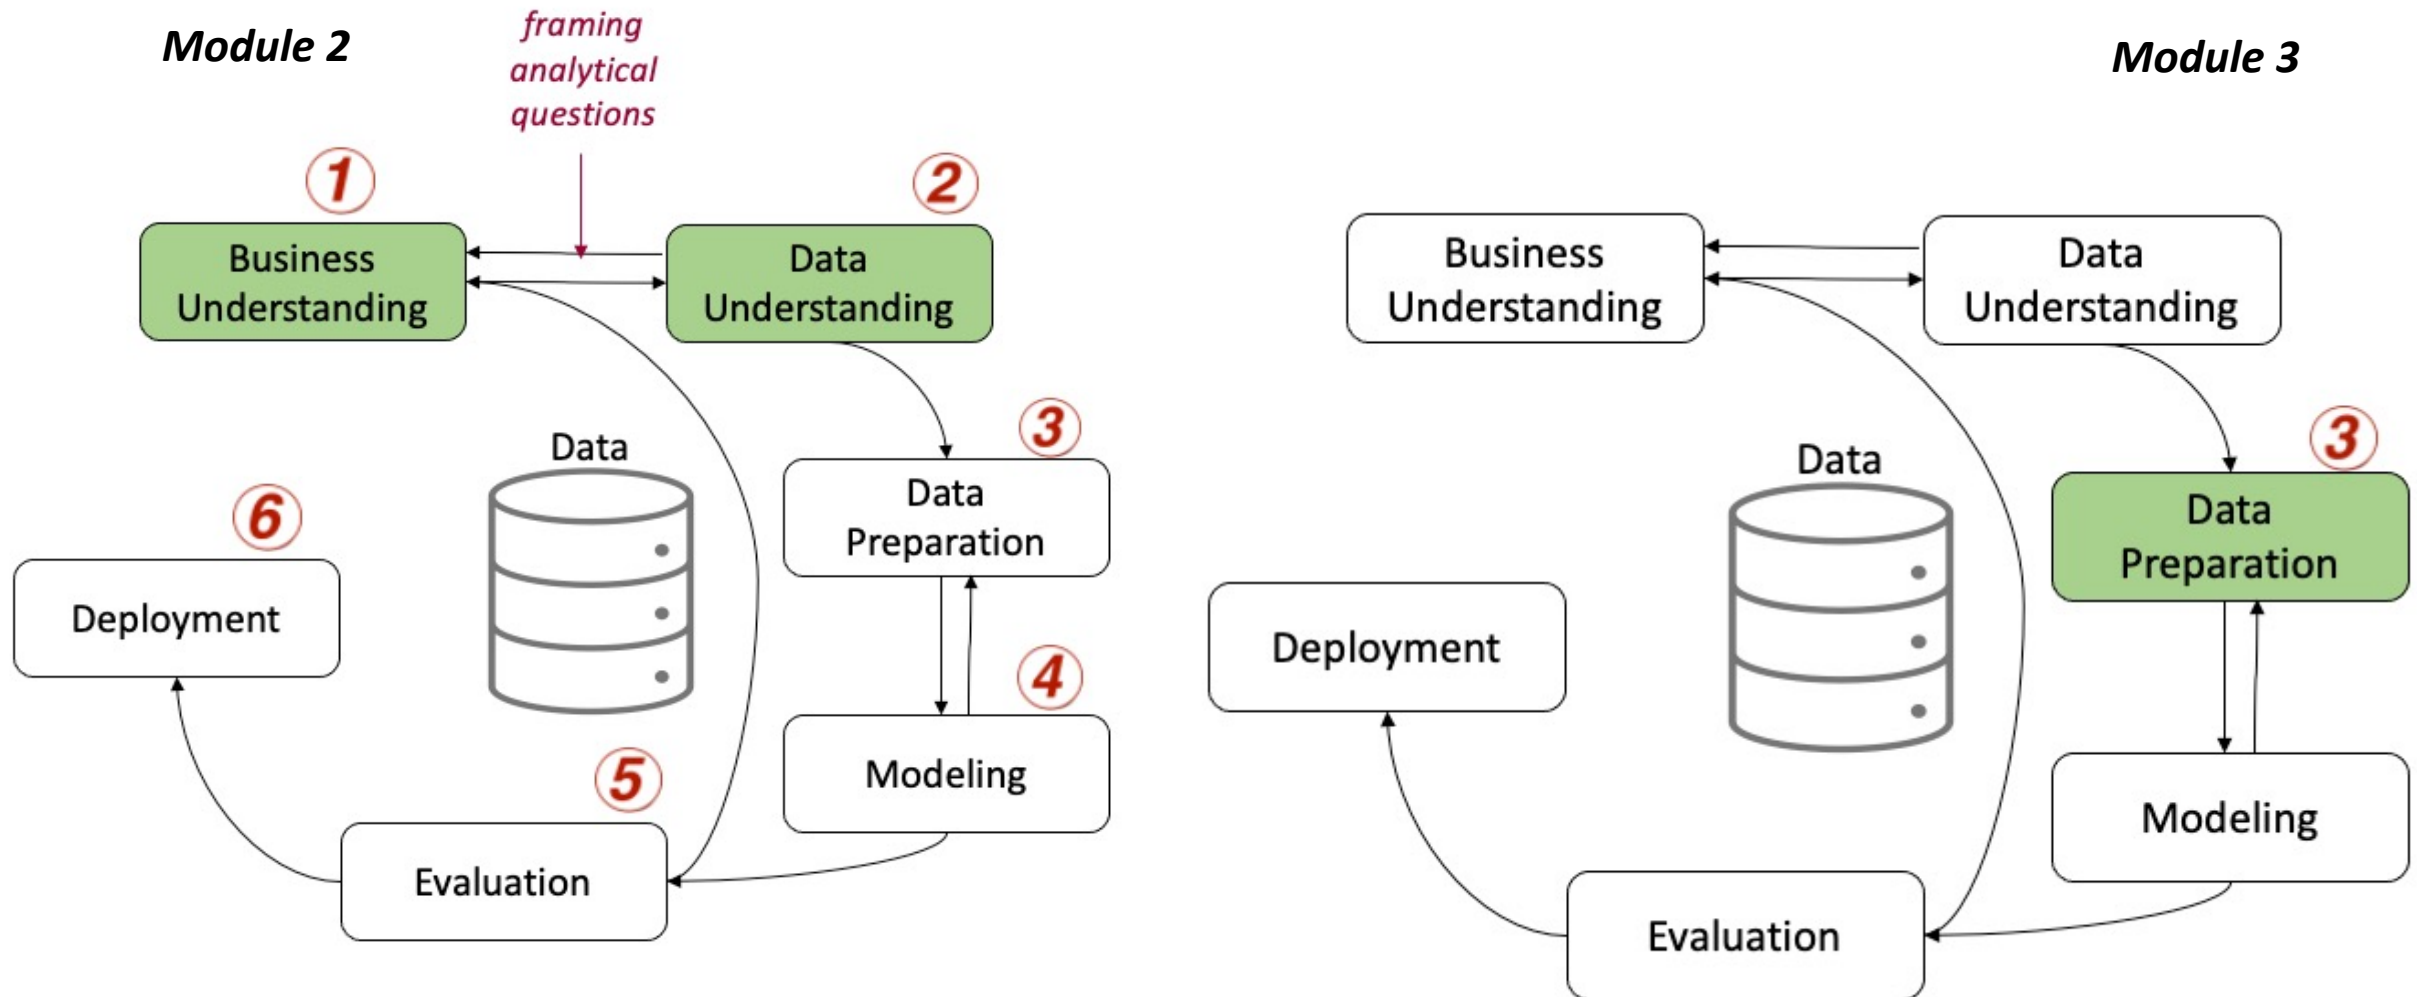 Module 2
framing
analytical
questions
1
2
Business
Understanding
Data
Understanding
Data
3
Data
Preparation
6
Deployment
4
Modeling
5
Evaluation
Module 3
Business
Understanding
Data
Understanding
Data
3
Data
Preparation
Deployment
Modeling
Evaluation